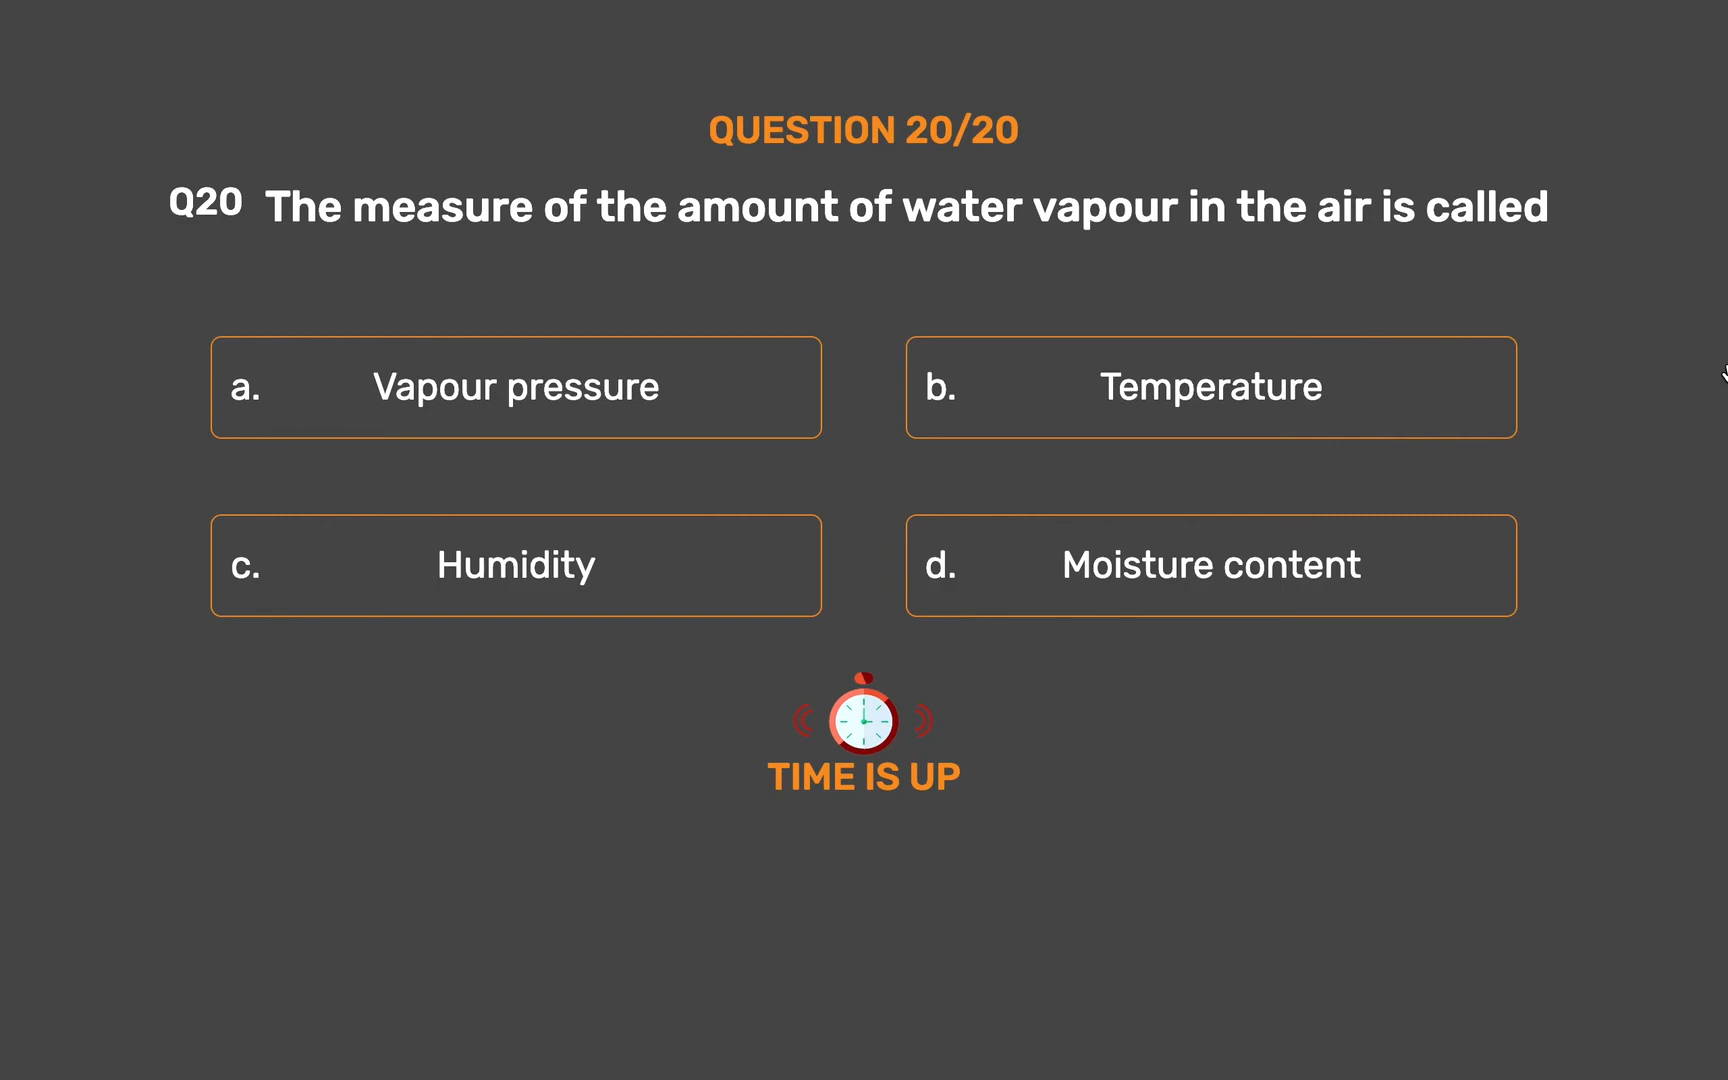 QUESTION 20/20
Q20 The measure of the amount of water vapour in the air is called
a. Vapour pressure
b. Temperature
c. Humidity
d. Moisture content
TIME IS UP